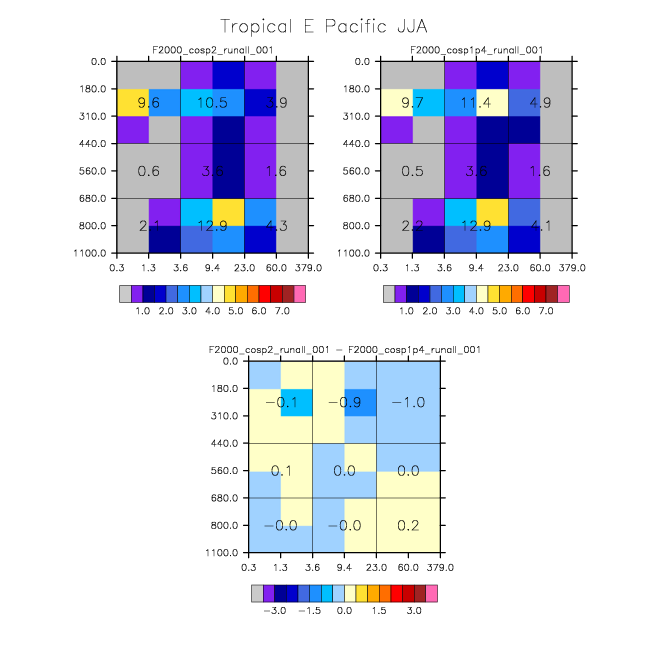 Tropical E Pacific JJA
F2000_cosp2_runall_001
0.0
180.0
310.0
440.0
560.0
680.0
800.0
1100.0
9.6 10.5 3.9
0.6 3.6 1.6
2.1 12.9 4.3
0.3 1.3 3.6 9.4 23.0 60.0 379.0
1.0 2.0 3.0 4.0 5.0 6.0 7.0
F2000_cosp1p4_runall_001
0.0
180.0
310.0
440.0
560.0
680.0
800.0
1100.0
9.7 11.4 4.9
0.5 3.6 1.6
2.2 12.9 4.1
0.3 1.3 3.6 9.4 23.0 60.0 379.0
1.0 2.0 3.0 4.0 5.0 6.0 7.0
F2000_cosp2_runall_001 − F2000_cosp1p4_runall_001
0.0
180.0
310.0
440.0
560.0
680.0
800.0
1100.0
−0.1 −0.9 −1.0
0.1 0.0 0.0
−0.0 −0.0 0.2
0.3 1.3 3.6 9.4 23.0 60.0 379.0
−3.0 −1.5 0.0 1.5 3.0